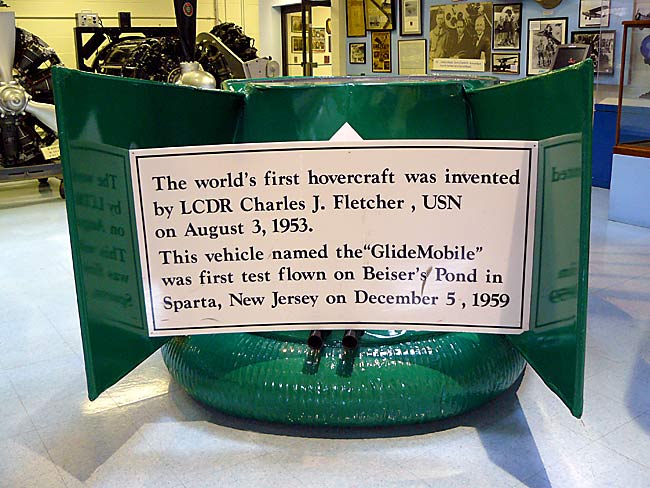 The world's first hovercraft was invented
by LCDR Charles J. Fletcher , USN
on August 3, 1953.
This vehicle named the "GlideMobile"
was first test flown on Beiser's Pond in
Sparta, New Jersey on December 5 , 1959